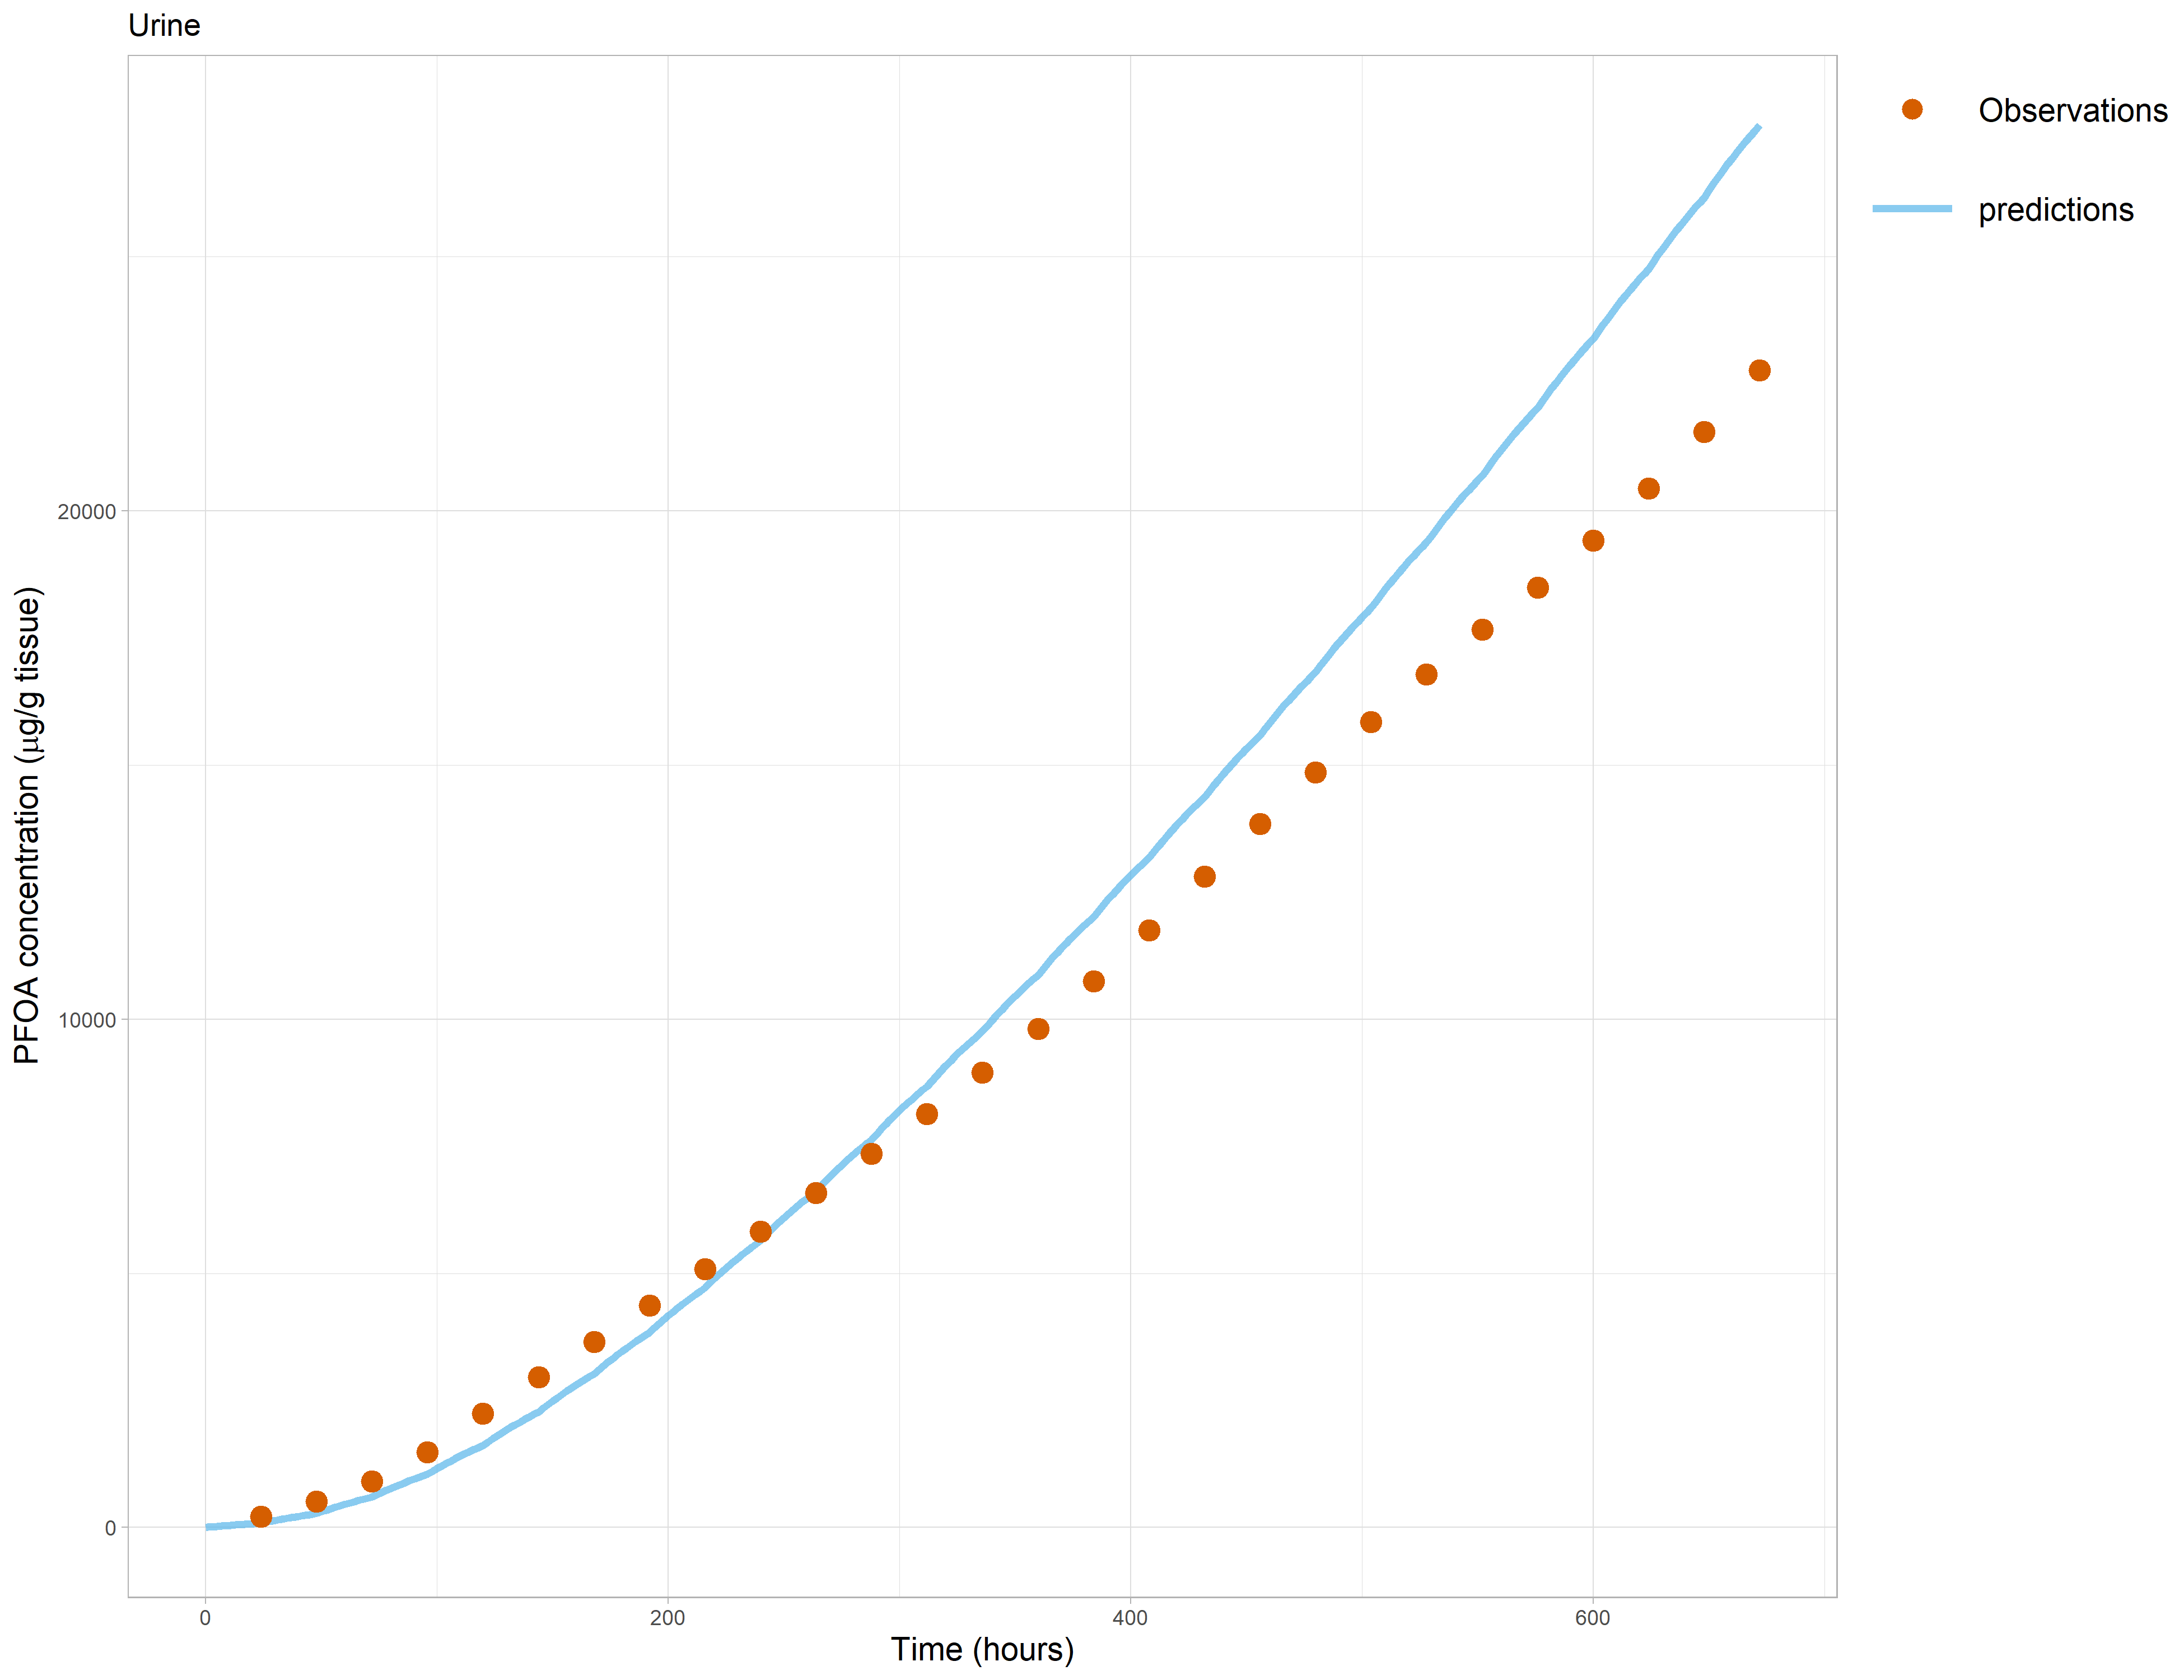 Urine
Observations
predictions
20000
10000
0
PFOA concentration (μg/g tissue)
0 200 400 600
Time (hours)